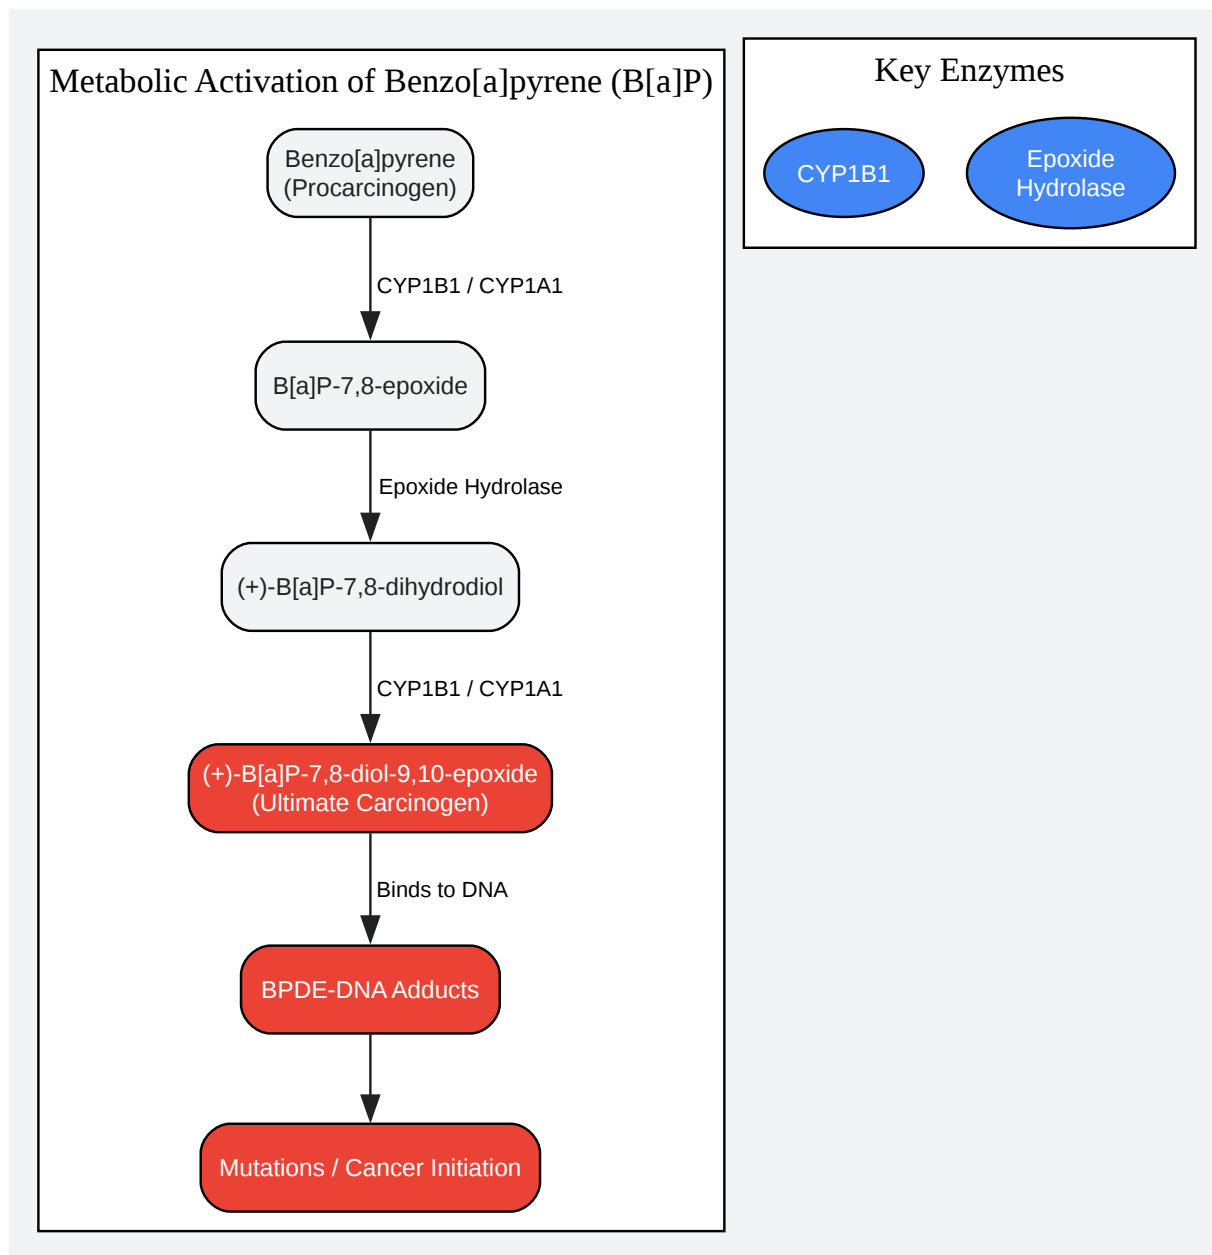 Metabolic Activation of Benzo[a]pyrene (B[a]P)
Benzo[a]pyrene
(Procarcinogen)
CYP1B1 / CYP1A1
B[a]P-7,8-epoxide
Epoxide Hydrolase
(+)-B[a]P-7,8-dihydrodiol
CYP1B1 / CYP1A1
(+)-B[a]P-7,8-diol-9,10-epoxide
(Ultimate Carcinogen)
Binds to DNA
BPDE-DNA Adducts
Mutations / Cancer Initiation
Key Enzymes
CYP1B1
Epoxide
Hydrolase